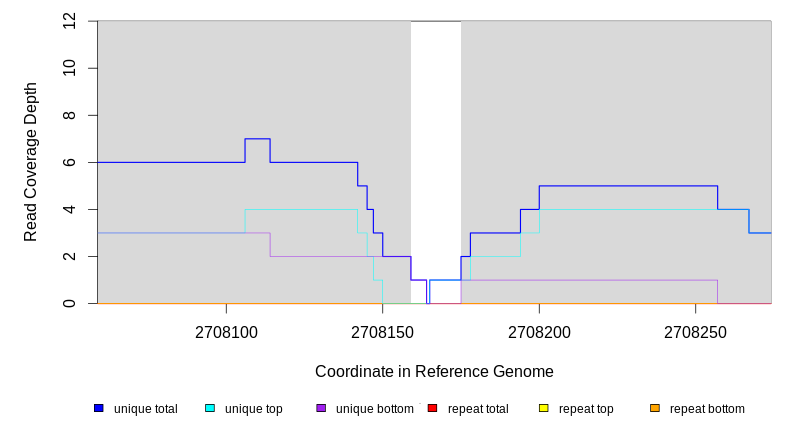 12
10
8
6
4
2
0
Read Coverage Depth
2708100 2708150 2708200 2708250
Coordinate in Reference Genome
unique total unique top unique bottom repeat total repeat top repeat bottom